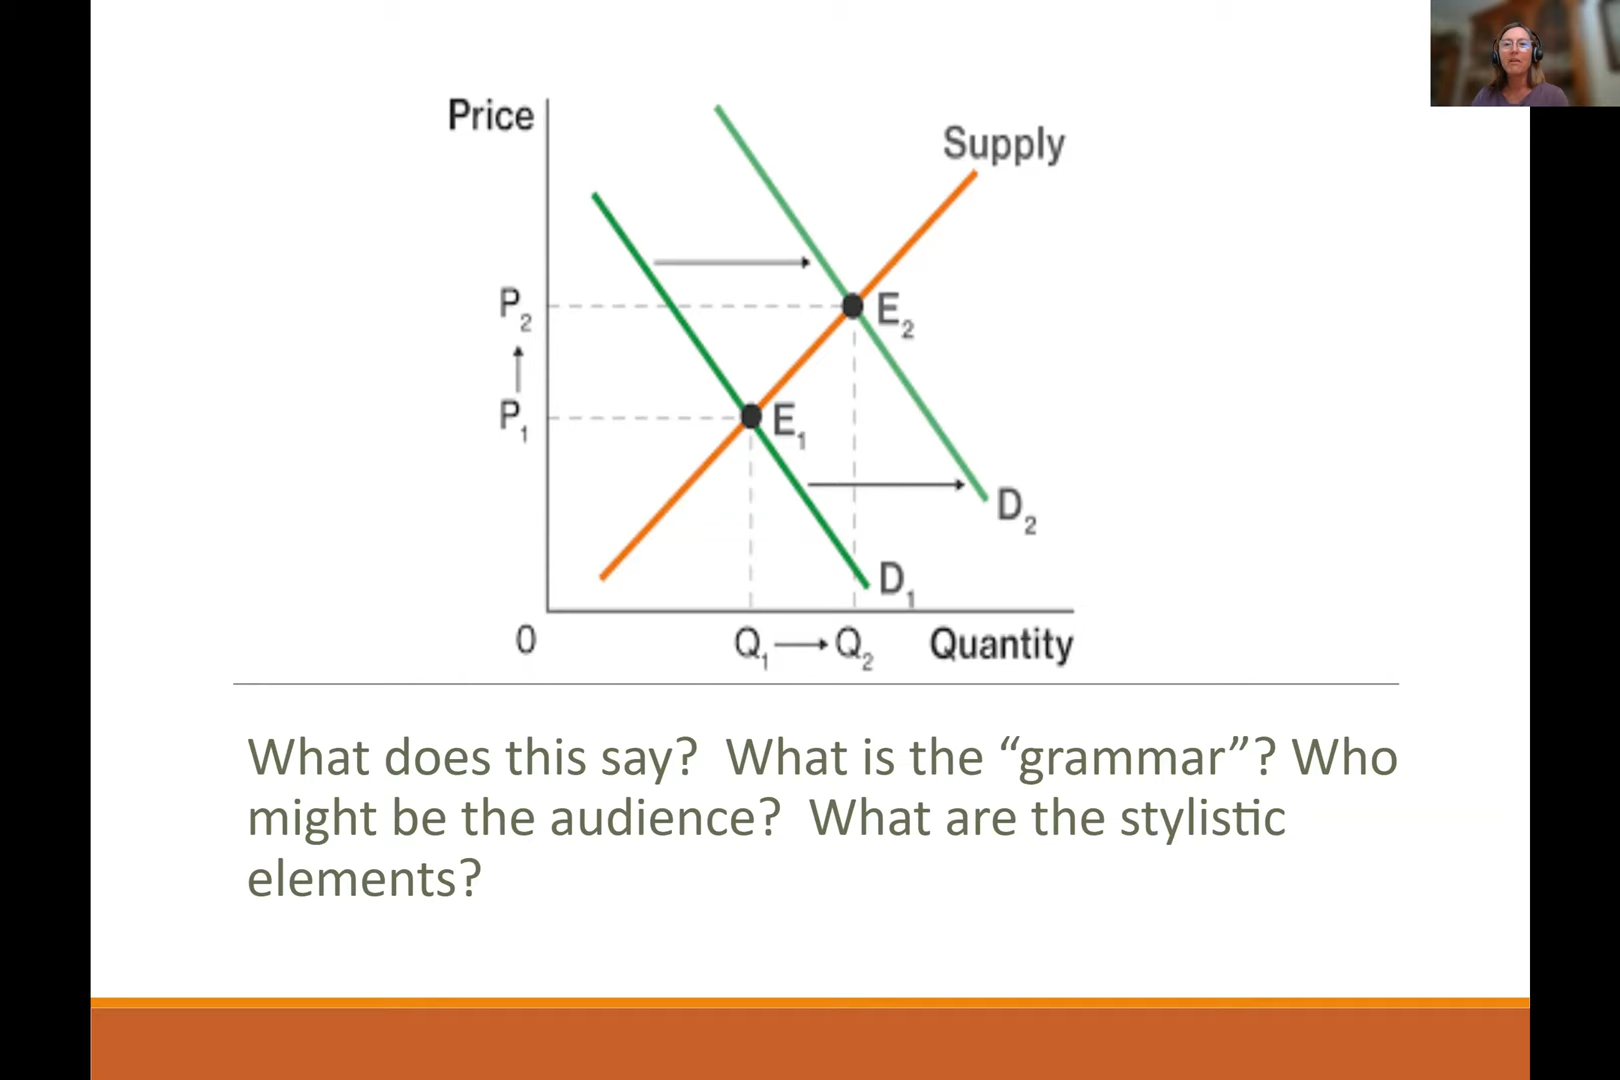 Price
Supply
P₂
E₂
P₁
E₁
D₂
D₁
0
Q₁ → Q₂
Quantity
What does this say?  What is the “grammar”? Who
might be the audience?  What are the stylistic
elements?